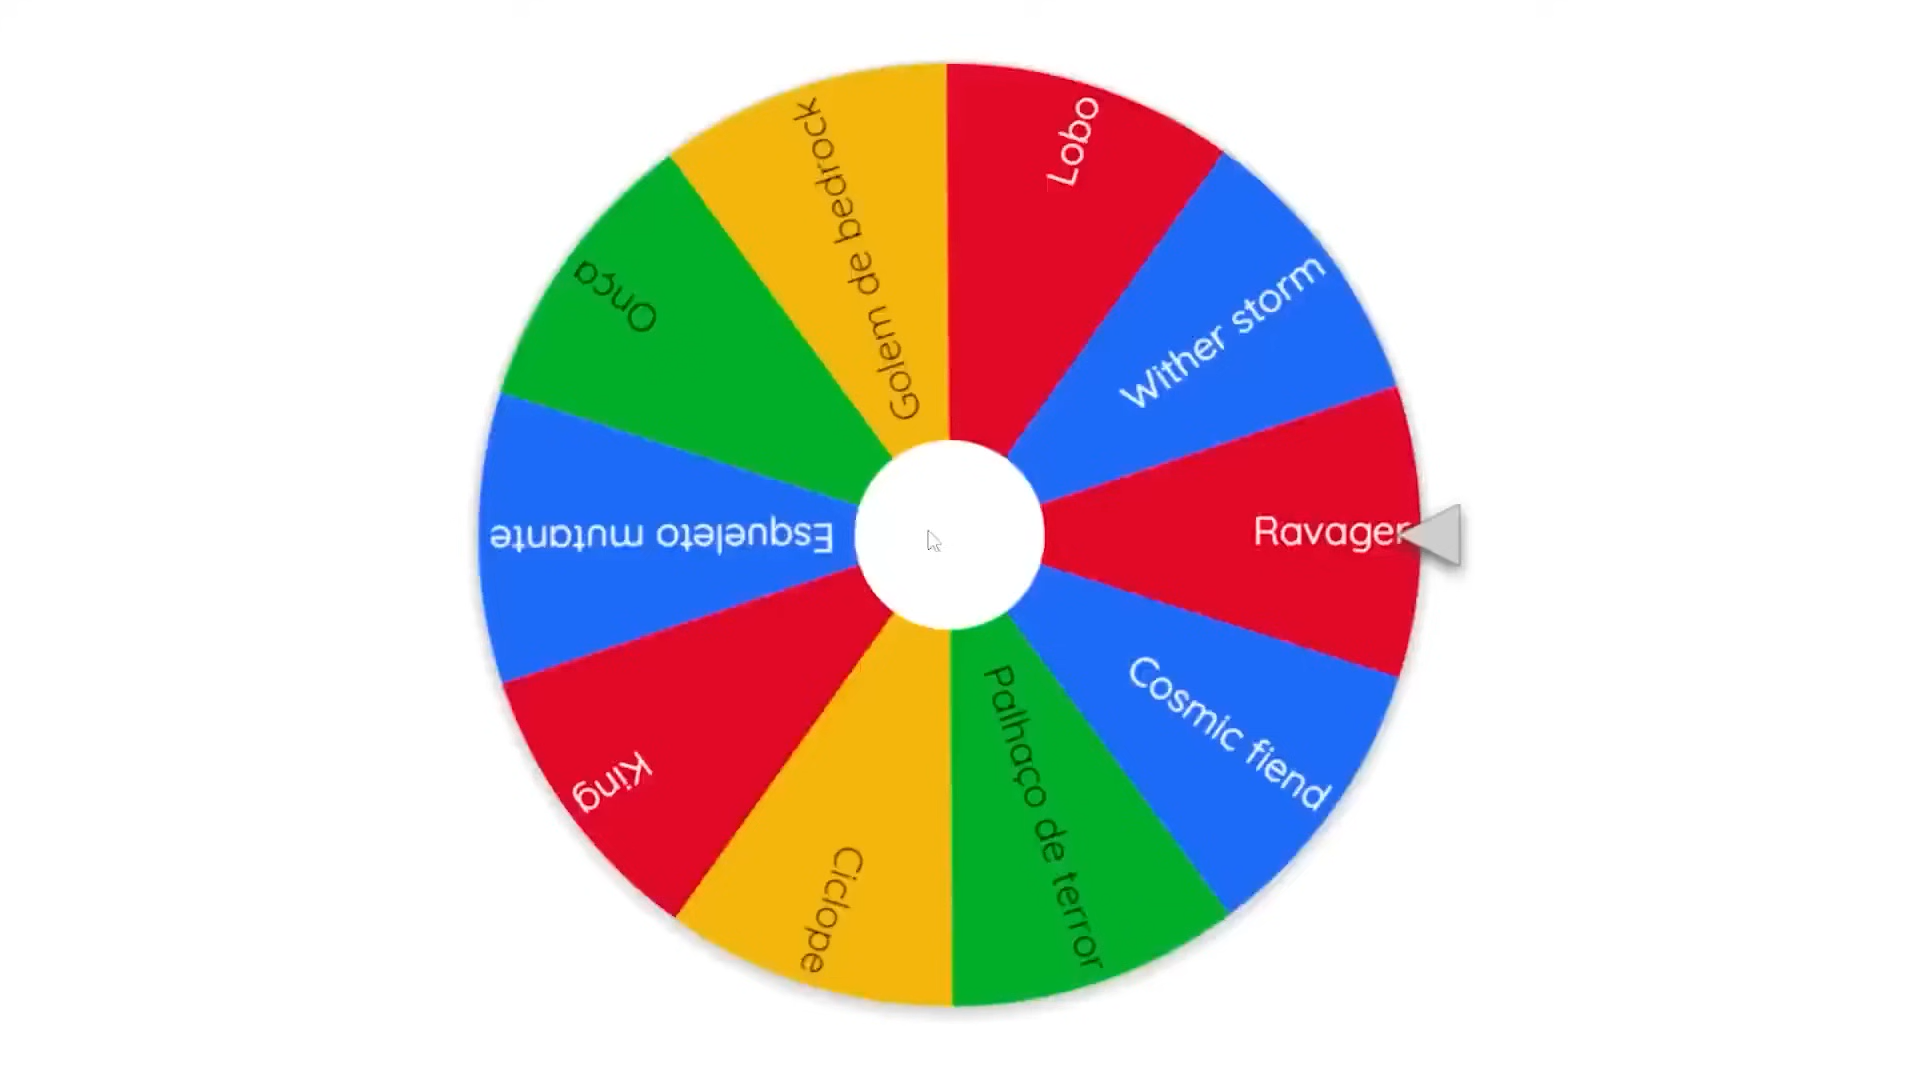 Lobo
Wither storm
Ravager
Cosmic fiend
Palhaço de terror
Ciclope
King
Esqueleto mutante
Onça
Golem de bedrock